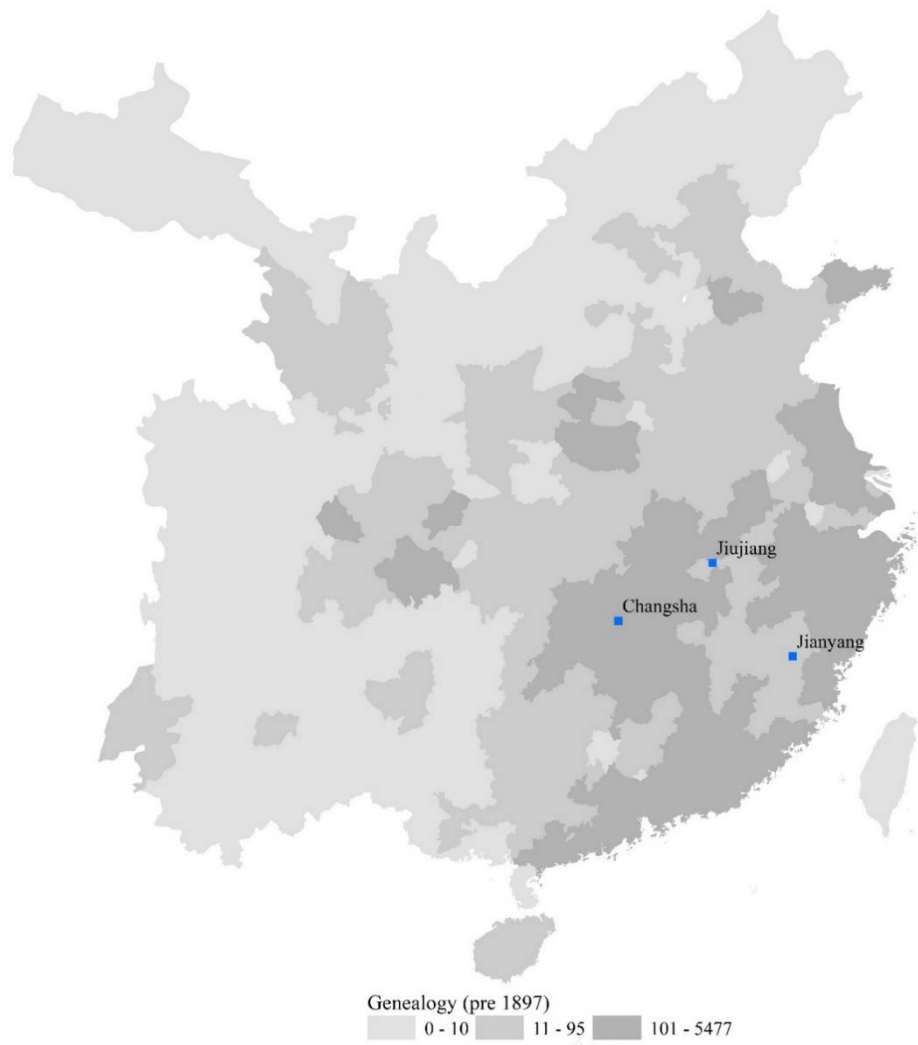 Jiujiang
Changsha
Jianyang
Genealogy (pre 1897)
0 - 10 11 - 95 101 - 5477